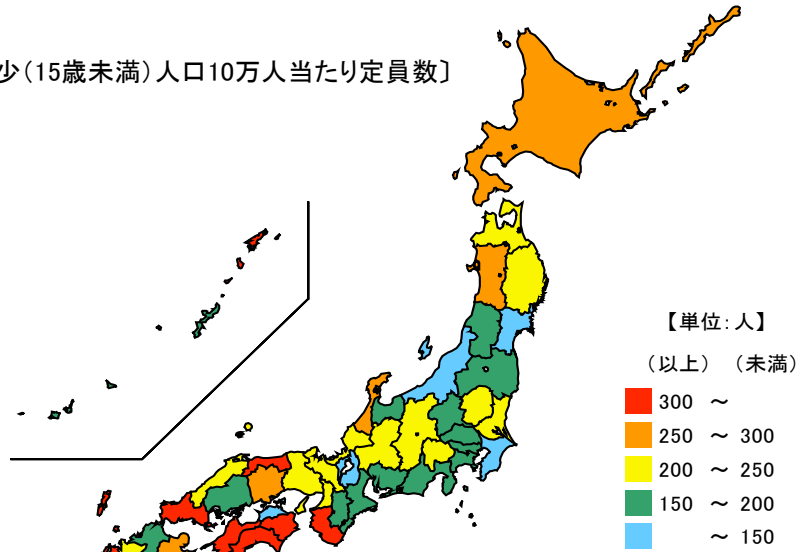 少(15歳未満)人口10万人当たり定員数〕
【単位:人】
(以上) (未満)
300 ~
250 ~ 300
200 ~ 250
150 ~ 200
~ 150